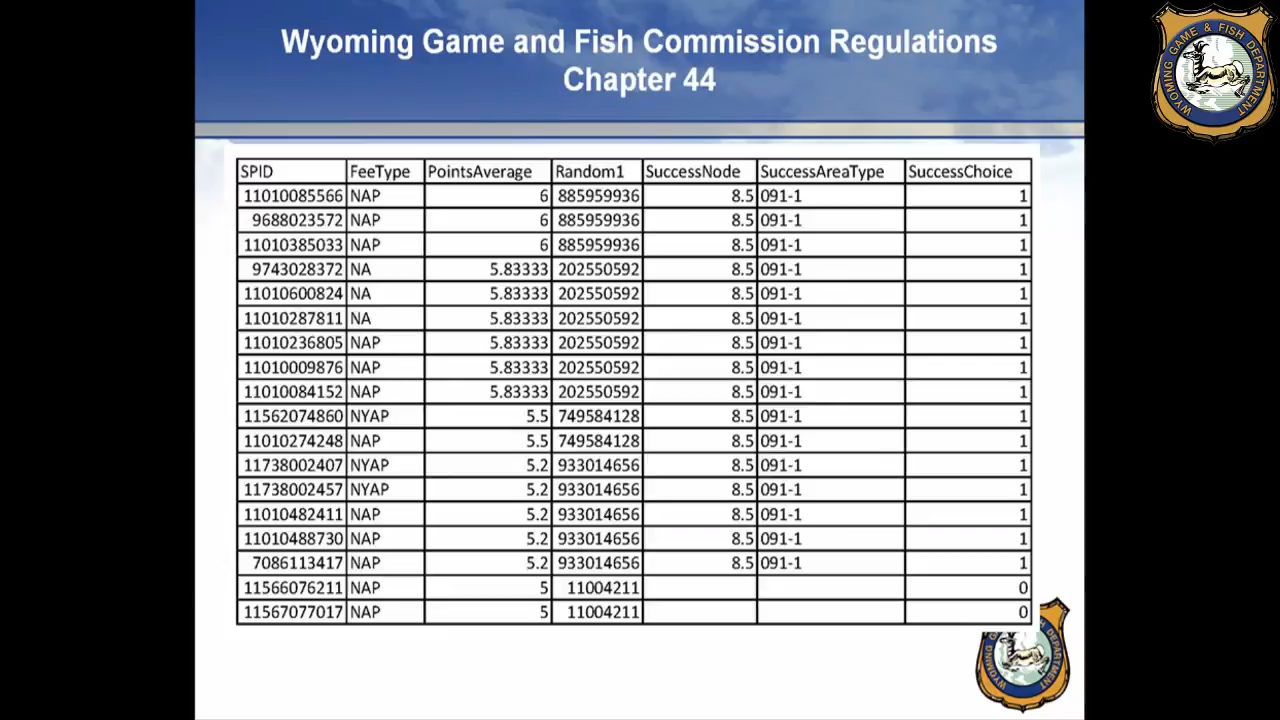 Wyoming Game and Fish Commission Regulations
Chapter 44
WYOMING GAME & FISH DEPARTMENT
SPID FeeType PointsAverage Random1 SuccessNode SuccessAreaType SuccessChoice
11010085566 NAP 6 885959936 8.5 091-1 1
9688023572 NAP 6 885959936 8.5 091-1 1
11010385033 NAP 6 885959936 8.5 091-1 1
9743028372 NA 5.83333 202550592 8.5 091-1 1
11010600824 NA 5.83333 202550592 8.5 091-1 1
11010287811 NA 5.83333 202550592 8.5 091-1 1
11010236805 NAP 5.83333 202550592 8.5 091-1 1
11010009876 NAP 5.83333 202550592 8.5 091-1 1
11010084152 NAP 5.83333 202550592 8.5 091-1 1
11562074860 NYAP 5.5 749584128 8.5 091-1 1
11010274248 NAP 5.5 749584128 8.5 091-1 1
11738002407 NYAP 5.2 933014656 8.5 091-1 1
11738002457 NYAP 5.2 933014656 8.5 091-1 1
11010482411 NAP 5.2 933014656 8.5 091-1 1
11010488730 NAP 5.2 933014656 8.5 091-1 1
7086113417 NAP 5.2 933014656 8.5 091-1 1
11566076211 NAP 5 11004211 0
11567077017 NAP 5 11004211 0
WYOMING DEPARTMENT